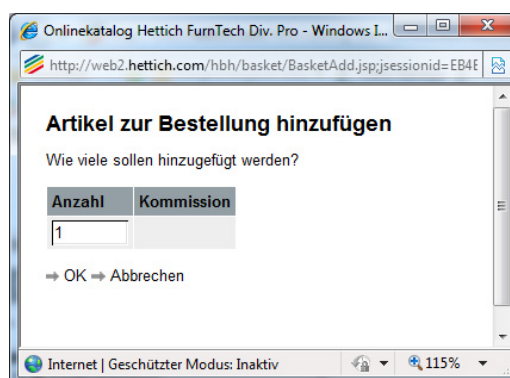 Onlinekatalog Hettich FurnTech Div. Pro - Windows I...
http://web2.hettich.com/hbh/basket/BasketAdd.jsp;jsessionid=EB4E
Artikel zur Bestellung hinzufügen
Wie viele sollen hinzugefügt werden?
Anzahl Kommission
1
OK Abbrechen
Internet | Geschützter Modus: Inaktiv 115%